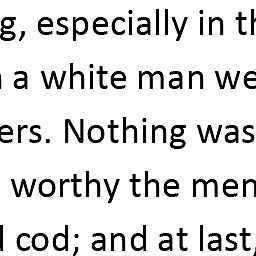 g, especially in th
a white man we
ers. Nothing was
worthy the men
d cod; and at last,